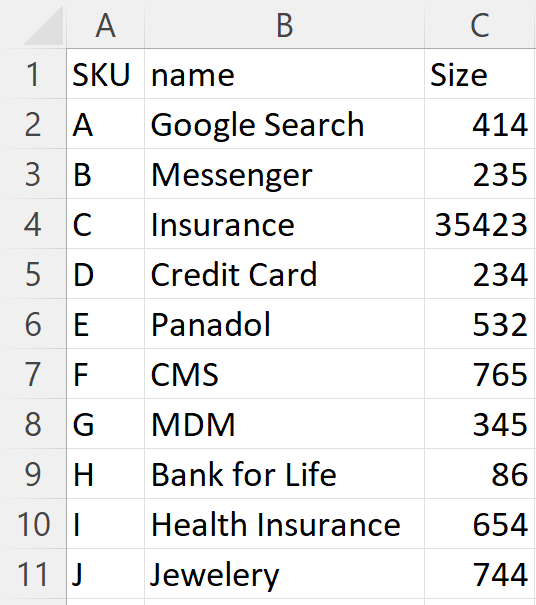 A B C
1 SKU name Size
2 A Google Search 414
3 B Messenger 235
4 C Insurance 35423
5 D Credit Card 234
6 E Panadol 532
7 F CMS 765
8 G MDM 345
9 H Bank for Life 86
10 I Health Insurance 654
11 J Jewelery 744